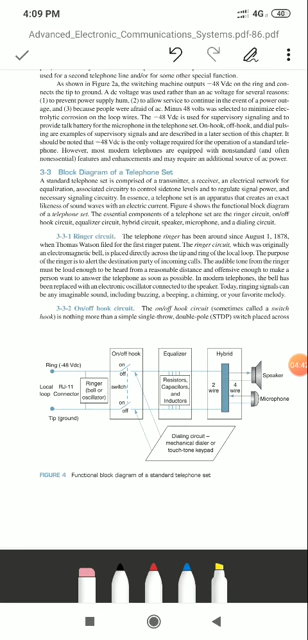 4:09 PM
4G 40
Advanced_Electronic_Communications_Systems.pdf-86.pdf
used for a second telephone line and/for some other special function.
As shown in Figure 2a, the switching machine outputs −48 Vdc on the ring and con-
nects the tip to ground. A dc voltage was used rather than an ac voltage for several reasons:
(1) to prevent power supply hum, (2) to allow service to continue in the event of a power out-
age, and (3) because people were afraid of ac. Minus 48 volts was selected to minimize elec-
trolytic corrosion on the loop wires. The −48 Vdc is used for supervisory signaling and to
provide talk battery for the microphone in the telephone set. On-hook, off-hook, and dial puls-
ing are examples of supervisory signals and are described in a later section of this chapter. It
should be noted that −48 Vdc is the only voltage required for the operation of a standard tele-
phone. However, most modern telephones are equipped with nonstandard (and often
nonessential) features and enhancements and may require an additional source of ac power.
3-3 Block Diagram of a Telephone Set
A standard telephone set is comprised of a transmitter, a receiver, an electrical network for
equalization, associated circuitry to control sidetone levels and to regulate signal power, and
necessary signaling circuitry. In essence, a telephone set is an apparatus that creates an exact
likeness of sound waves with an electric current. Figure 4 shows the functional block diagram
of a telephone set. The essential components of a telephone set are the ringer circuit, on/off
hook circuit, equalizer circuit, hybrid circuit, speaker, microphone, and a dialing circuit.
3-3-1 Ringer circuit. The telephone ringer has been around since August 1, 1878,
when Thomas Watson filed for the first ringer patent. The ringer circuit, which was originally
an electromagnetic bell, is placed directly across the tip and ring of the local loop. The purpose
of the ringer is to alert the destination party of incoming calls. The audible tone from the ringer
must be loud enough to be heard from a reasonable distance and offensive enough to make a
person want to answer the telephone as soon as possible. In modern telephones, the bell has
been replaced with an electronic oscillator connected to the speaker. Today, ringing signals can
be any imaginable sound, including buzzing, a beeping, a chiming, or your favorite melody.
3-3-2 On/off hook circuit. The on/off hook circuit (sometimes called a switch
hook) is nothing more than a simple single-throw, double-pole (STDP) switch placed across
04:42
On/off hook
Equalizer
Hybrid
Ring (-48 Vdc)
on
off
Speaker
Local
loop
RJ-11
Connector
Ringer
(bell or
oscillator)
switch
Resistors,
Capacitors,
and
Inductors
2
wire
4
wire
Microphone
on
off
Tip (ground)
Dialing circuit –
mechanical dialer or
touch-tone keypad
FIGURE 4 Functional block diagram of a standard telephone set